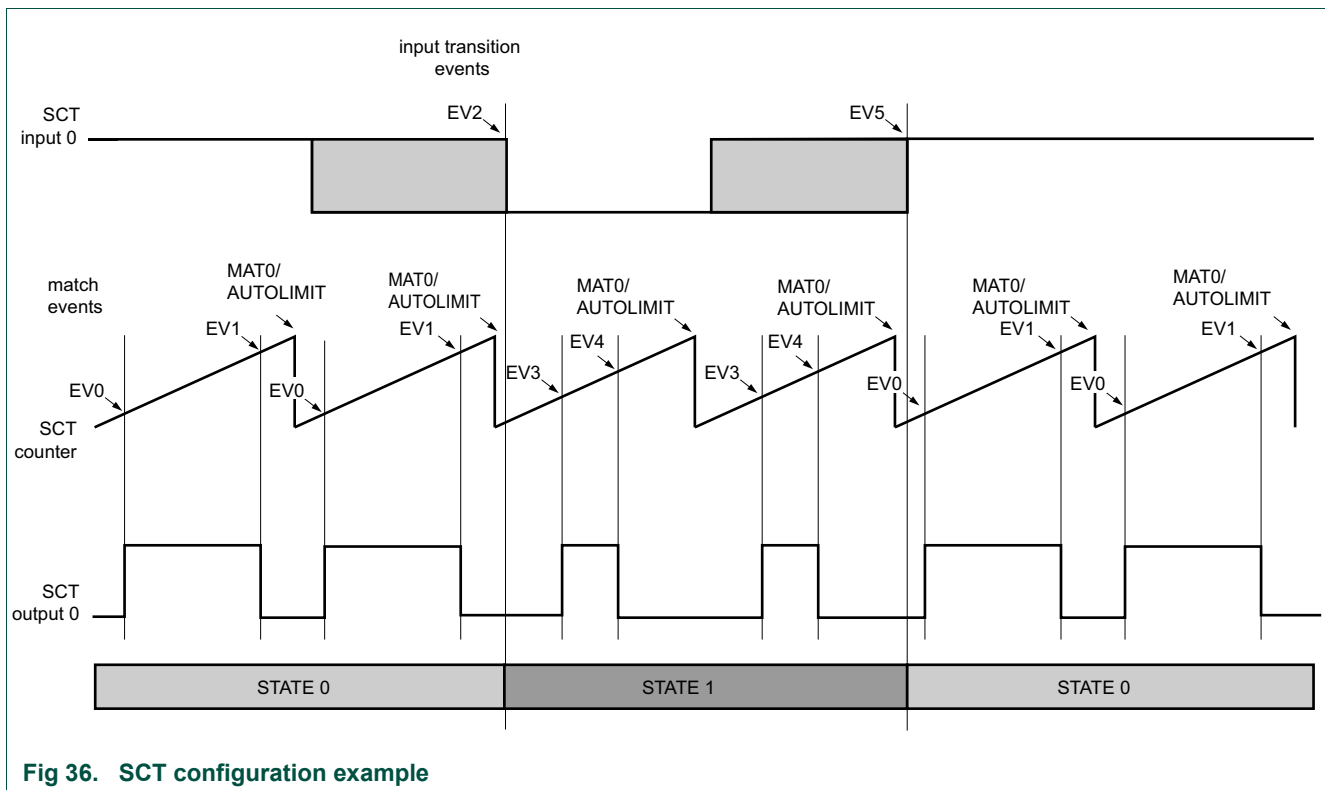 input transition
events
SCT
input 0
EV2
EV5
match
events
MAT0/
AUTOLIMIT
MAT0/
AUTOLIMIT
MAT0/
AUTOLIMIT
MAT0/
AUTOLIMIT
MAT0/
AUTOLIMIT
MAT0/
AUTOLIMIT
EV0
EV1
EV0
EV1
EV3
EV4
EV3
EV4
EV0
EV1
EV0
EV1
SCT
counter
SCT
output 0
STATE 0
STATE 1
STATE 0
Fig 36. SCT configuration example